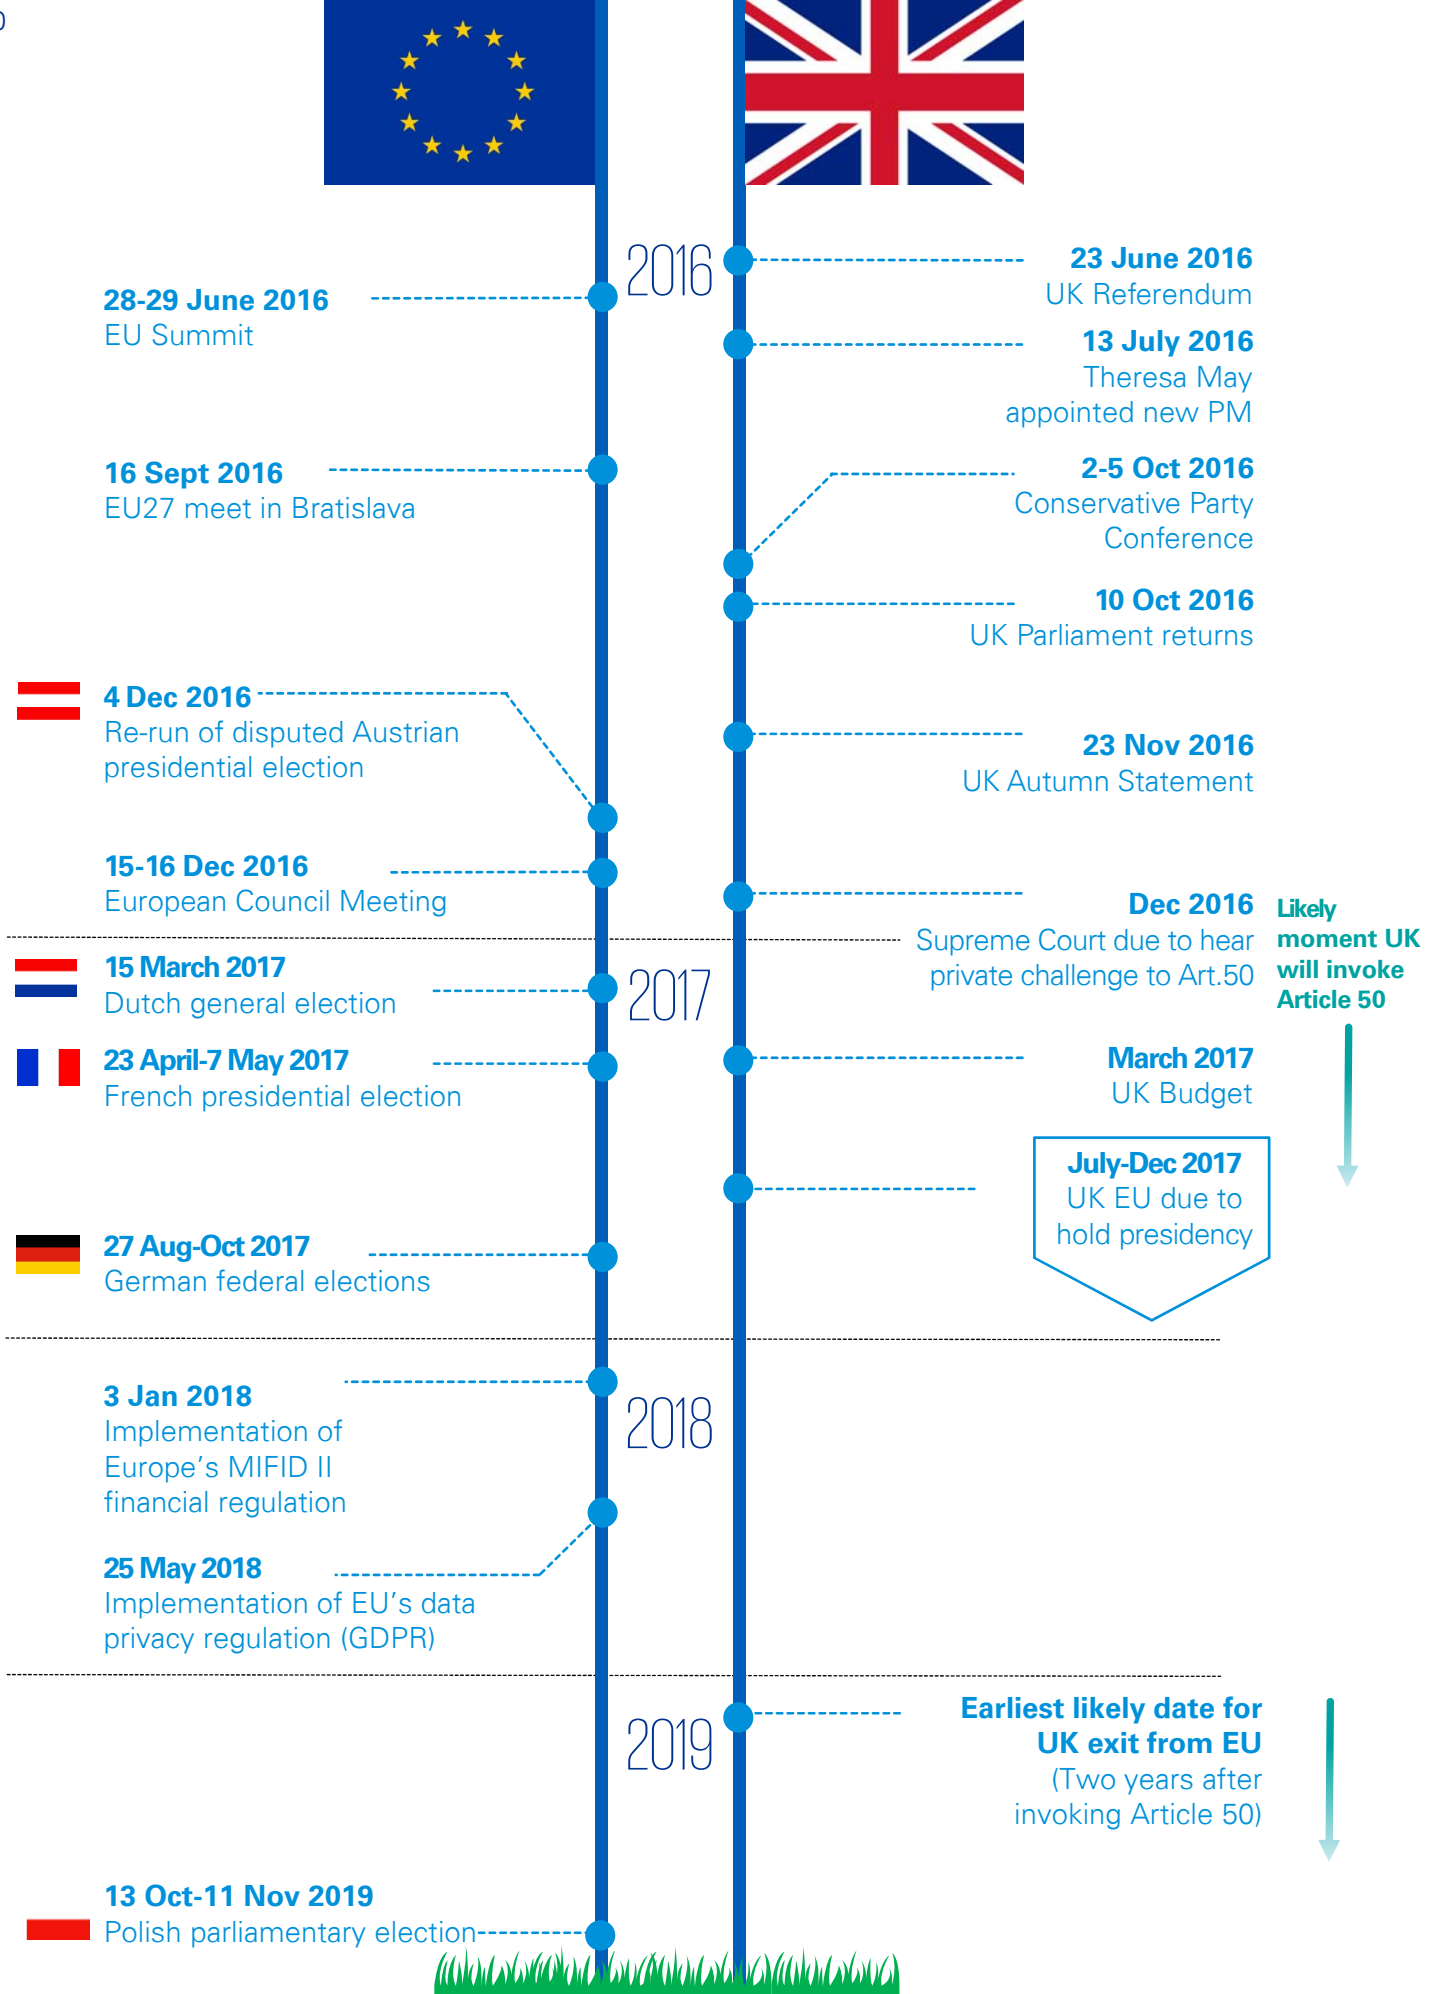 0
2016
28-29 June 2016
EU Summit
23 June 2016
UK Referendum
13 July 2016
Theresa May
appointed new PM
16 Sept 2016
EU27 meet in Bratislava
2-5 Oct 2016
Conservative Party
Conference
10 Oct 2016
UK Parliament returns
4 Dec 2016
Re-run of disputed Austrian
presidential election
23 Nov 2016
UK Autumn Statement
15-16 Dec 2016
European Council Meeting
Dec 2016
Supreme Court due to hear
private challenge to Art.50
Likely
moment UK
will invoke
Article 50
2017
15 March 2017
Dutch general election
23 April-7 May 2017
French presidential election
March 2017
UK Budget
July-Dec 2017
UK EU due to
hold presidency
27 Aug-Oct 2017
German federal elections
2018
3 Jan 2018
Implementation of
Europe's MIFID II
financial regulation
25 May 2018
Implementation of EU's data
privacy regulation (GDPR)
2019
Earliest likely date for
UK exit from EU
(Two years after
invoking Article 50)
13 Oct-11 Nov 2019
Polish parliamentary election